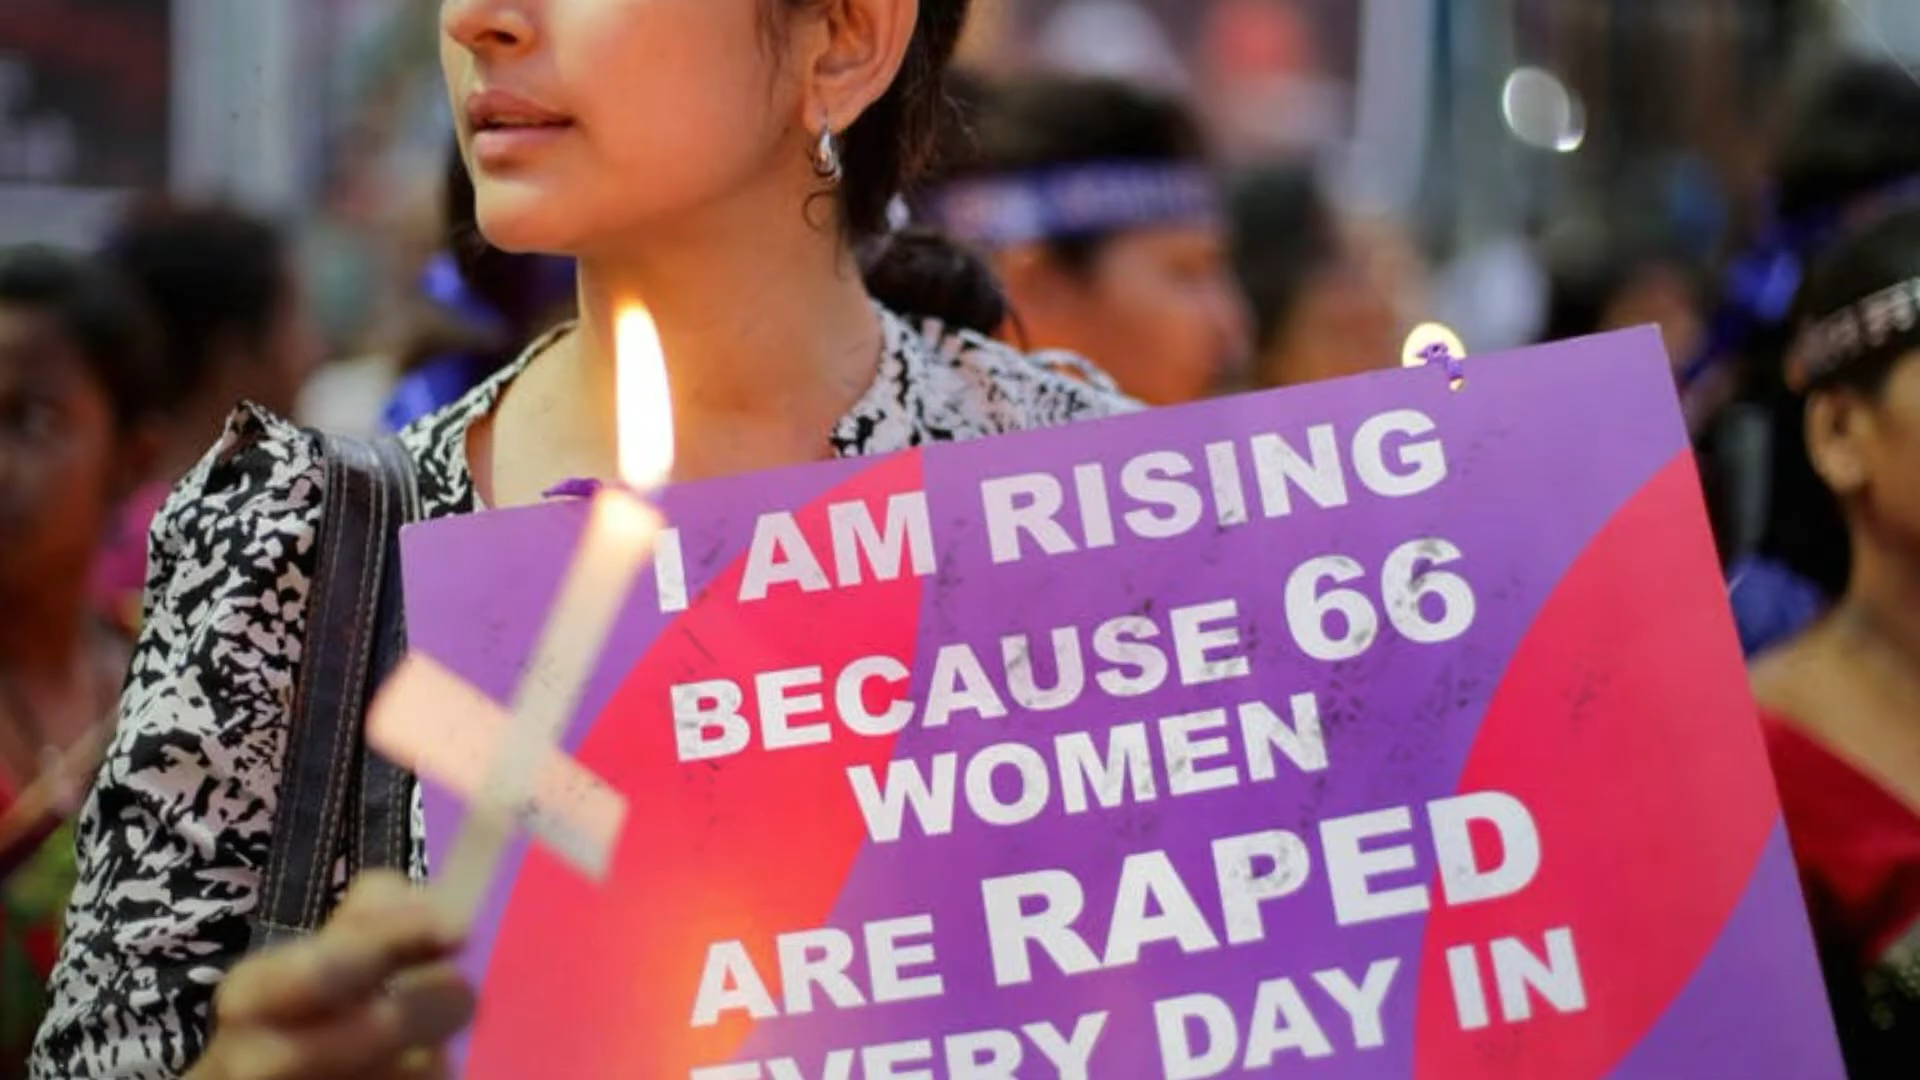 I AM RISING
BECAUSE 66
WOMEN
ARE RAPED
EVERY DAY IN